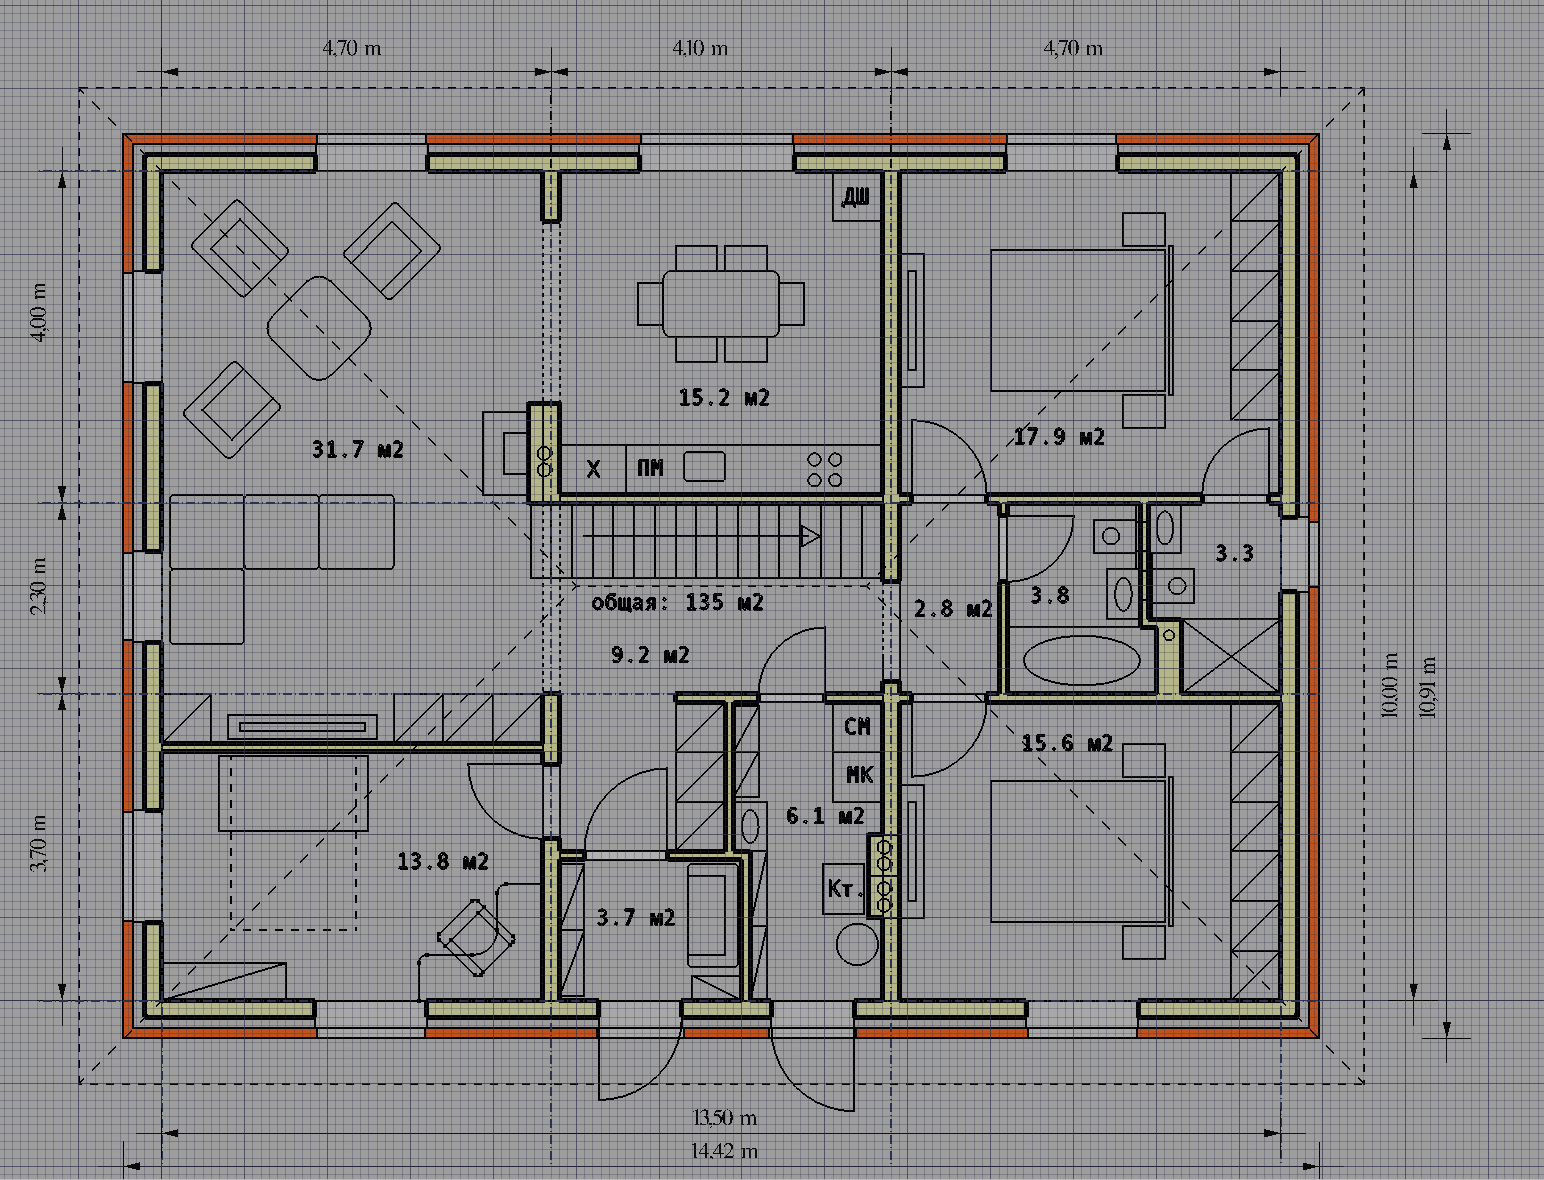 4,70 m
4,10 m
4,70 m
ДШ
4,00 m
15.2 м2
17.9 м2
31.7 м2
Х
ПМ
3.3
2,30 m
3.8
общая: 135 м2
2.8 м2
9.2 м2
10,00 m
10,91 m
СМ
15.6 м2
МК
6.1 м2
3,70 m
13.8 м2
Кт.
3.7 м2
13,50 m
14,42 m